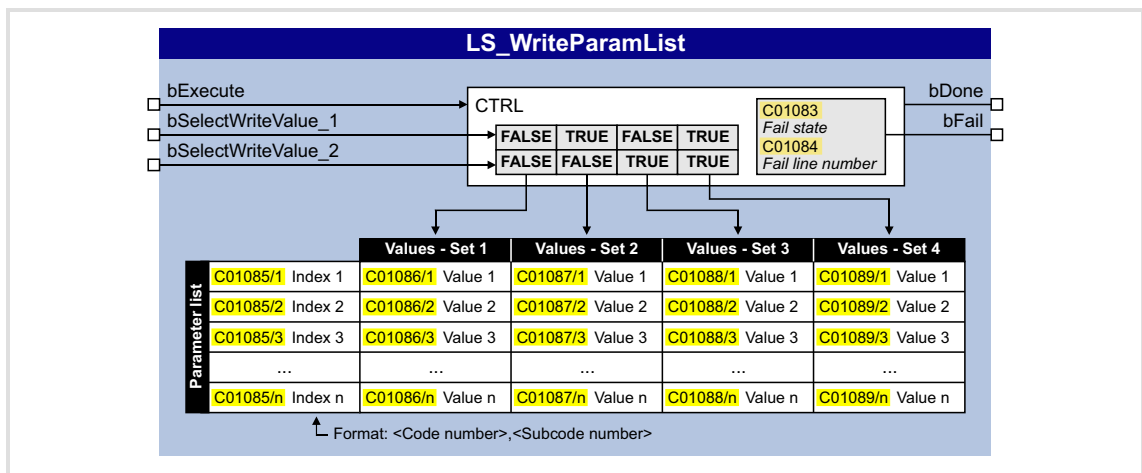 LS_WriteParamList
bExecute
bSelectWriteValue_1
bSelectWriteValue_2
CTRL
FALSE TRUE FALSE TRUE
FALSE FALSE TRUE TRUE
C01083
Fail state
C01084
Fail line number
bDone
bFail
Values - Set 1 Values - Set 2 Values - Set 3 Values - Set 4
Parameter list
C01085/1 Index 1 C01086/1 Value 1 C01087/1 Value 1 C01088/1 Value 1 C01089/1 Value 1
C01085/2 Index 2 C01086/2 Value 2 C01087/2 Value 2 C01088/2 Value 2 C01089/2 Value 2
C01085/3 Index 3 C01086/3 Value 3 C01087/3 Value 3 C01088/3 Value 3 C01089/3 Value 3
... ... ... ... ...
C01085/n Index n C01086/n Value n C01087/n Value n C01088/n Value n C01089/n Value n
Format: <Code number>,<Subcode number>